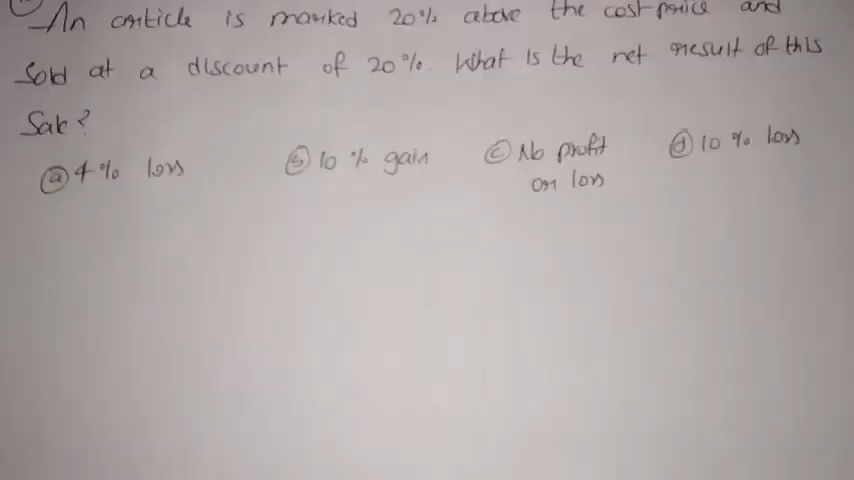 An article is marked 20% above the cost price and
Sold at a discount of 20%. What is the net result of this
Sale?
ⓐ 4% loss ⓑ 10 % gain ⓒ No profit or loss ⓓ 10 % loss